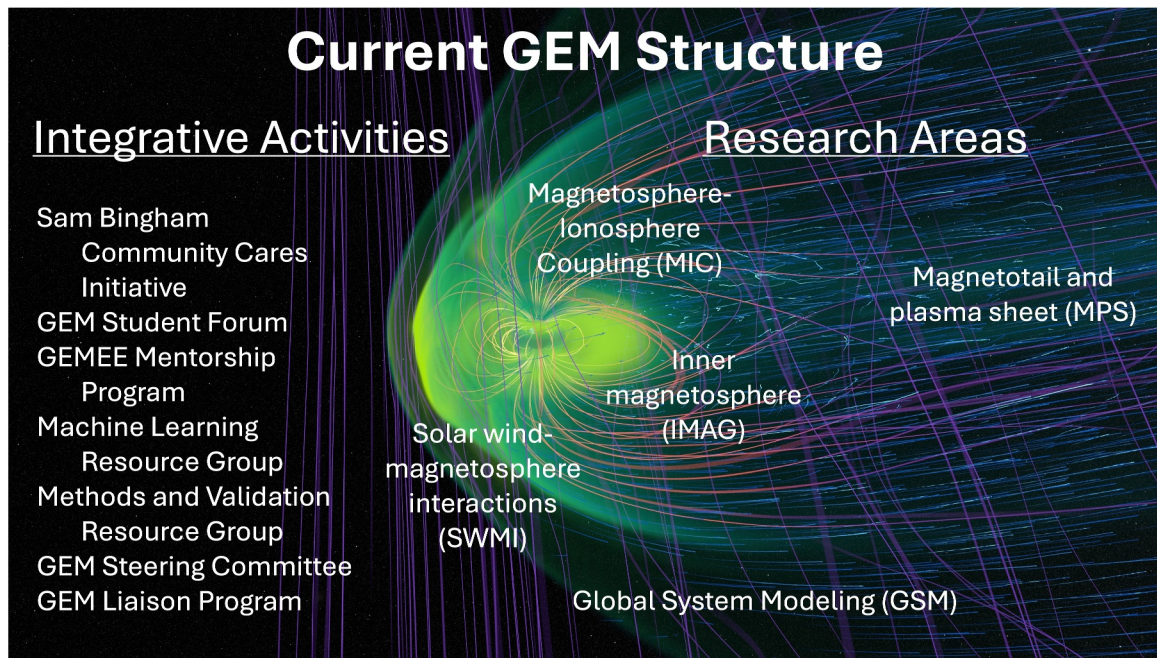 Current GEM Structure
Integrative Activities
Sam Bingham
Community Cares
Initiative
GEM Student Forum
GEMEE Mentorship
Program
Machine Learning
Resource Group
Methods and Validation
Resource Group
GEM Steering Committee
GEM Liaison Program
Research Areas
Magnetosphere-
Ionosphere
Coupling (MIC)
Magnetotail and
plasma sheet (MPS)
Inner
magnetosphere
(IMAG)
Solar wind-
magnetosphere
interactions
(SWMI)
Global System Modeling (GSM)